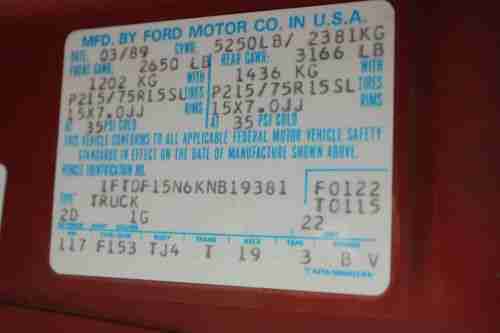 MFD. BY FORD MOTOR CO. IN U.S.A.
DATE: 03/89 GVWR: 5250LB/ 2381KG
FRONT GAWR: 2650 LB REAR GAWR: 3166 LB
1202 KG WITH 1436 KG WITH
P215/75R15SL TIRES P215/75R15SL TIRES
15X7.0JJ RIMS 15X7.0JJ RIMS
AT 35 PSI COLD AT 35 PSI COLD
THIS VEHICLE CONFORMS TO ALL APPLICABLE FEDERAL MOTOR VEHICLE SAFETY
STANDARDS IN EFFECT ON THE DATE OF MANUFACTURE SHOWN ABOVE.
VEHICLE IDENTIFICATION NO.
1FTDF15N6KNB19381 F0122
TYPE TRUCK T0115
2D 1G 22
BODY TRANS AXLE
117 F153 TJ4 T 19 3 B V